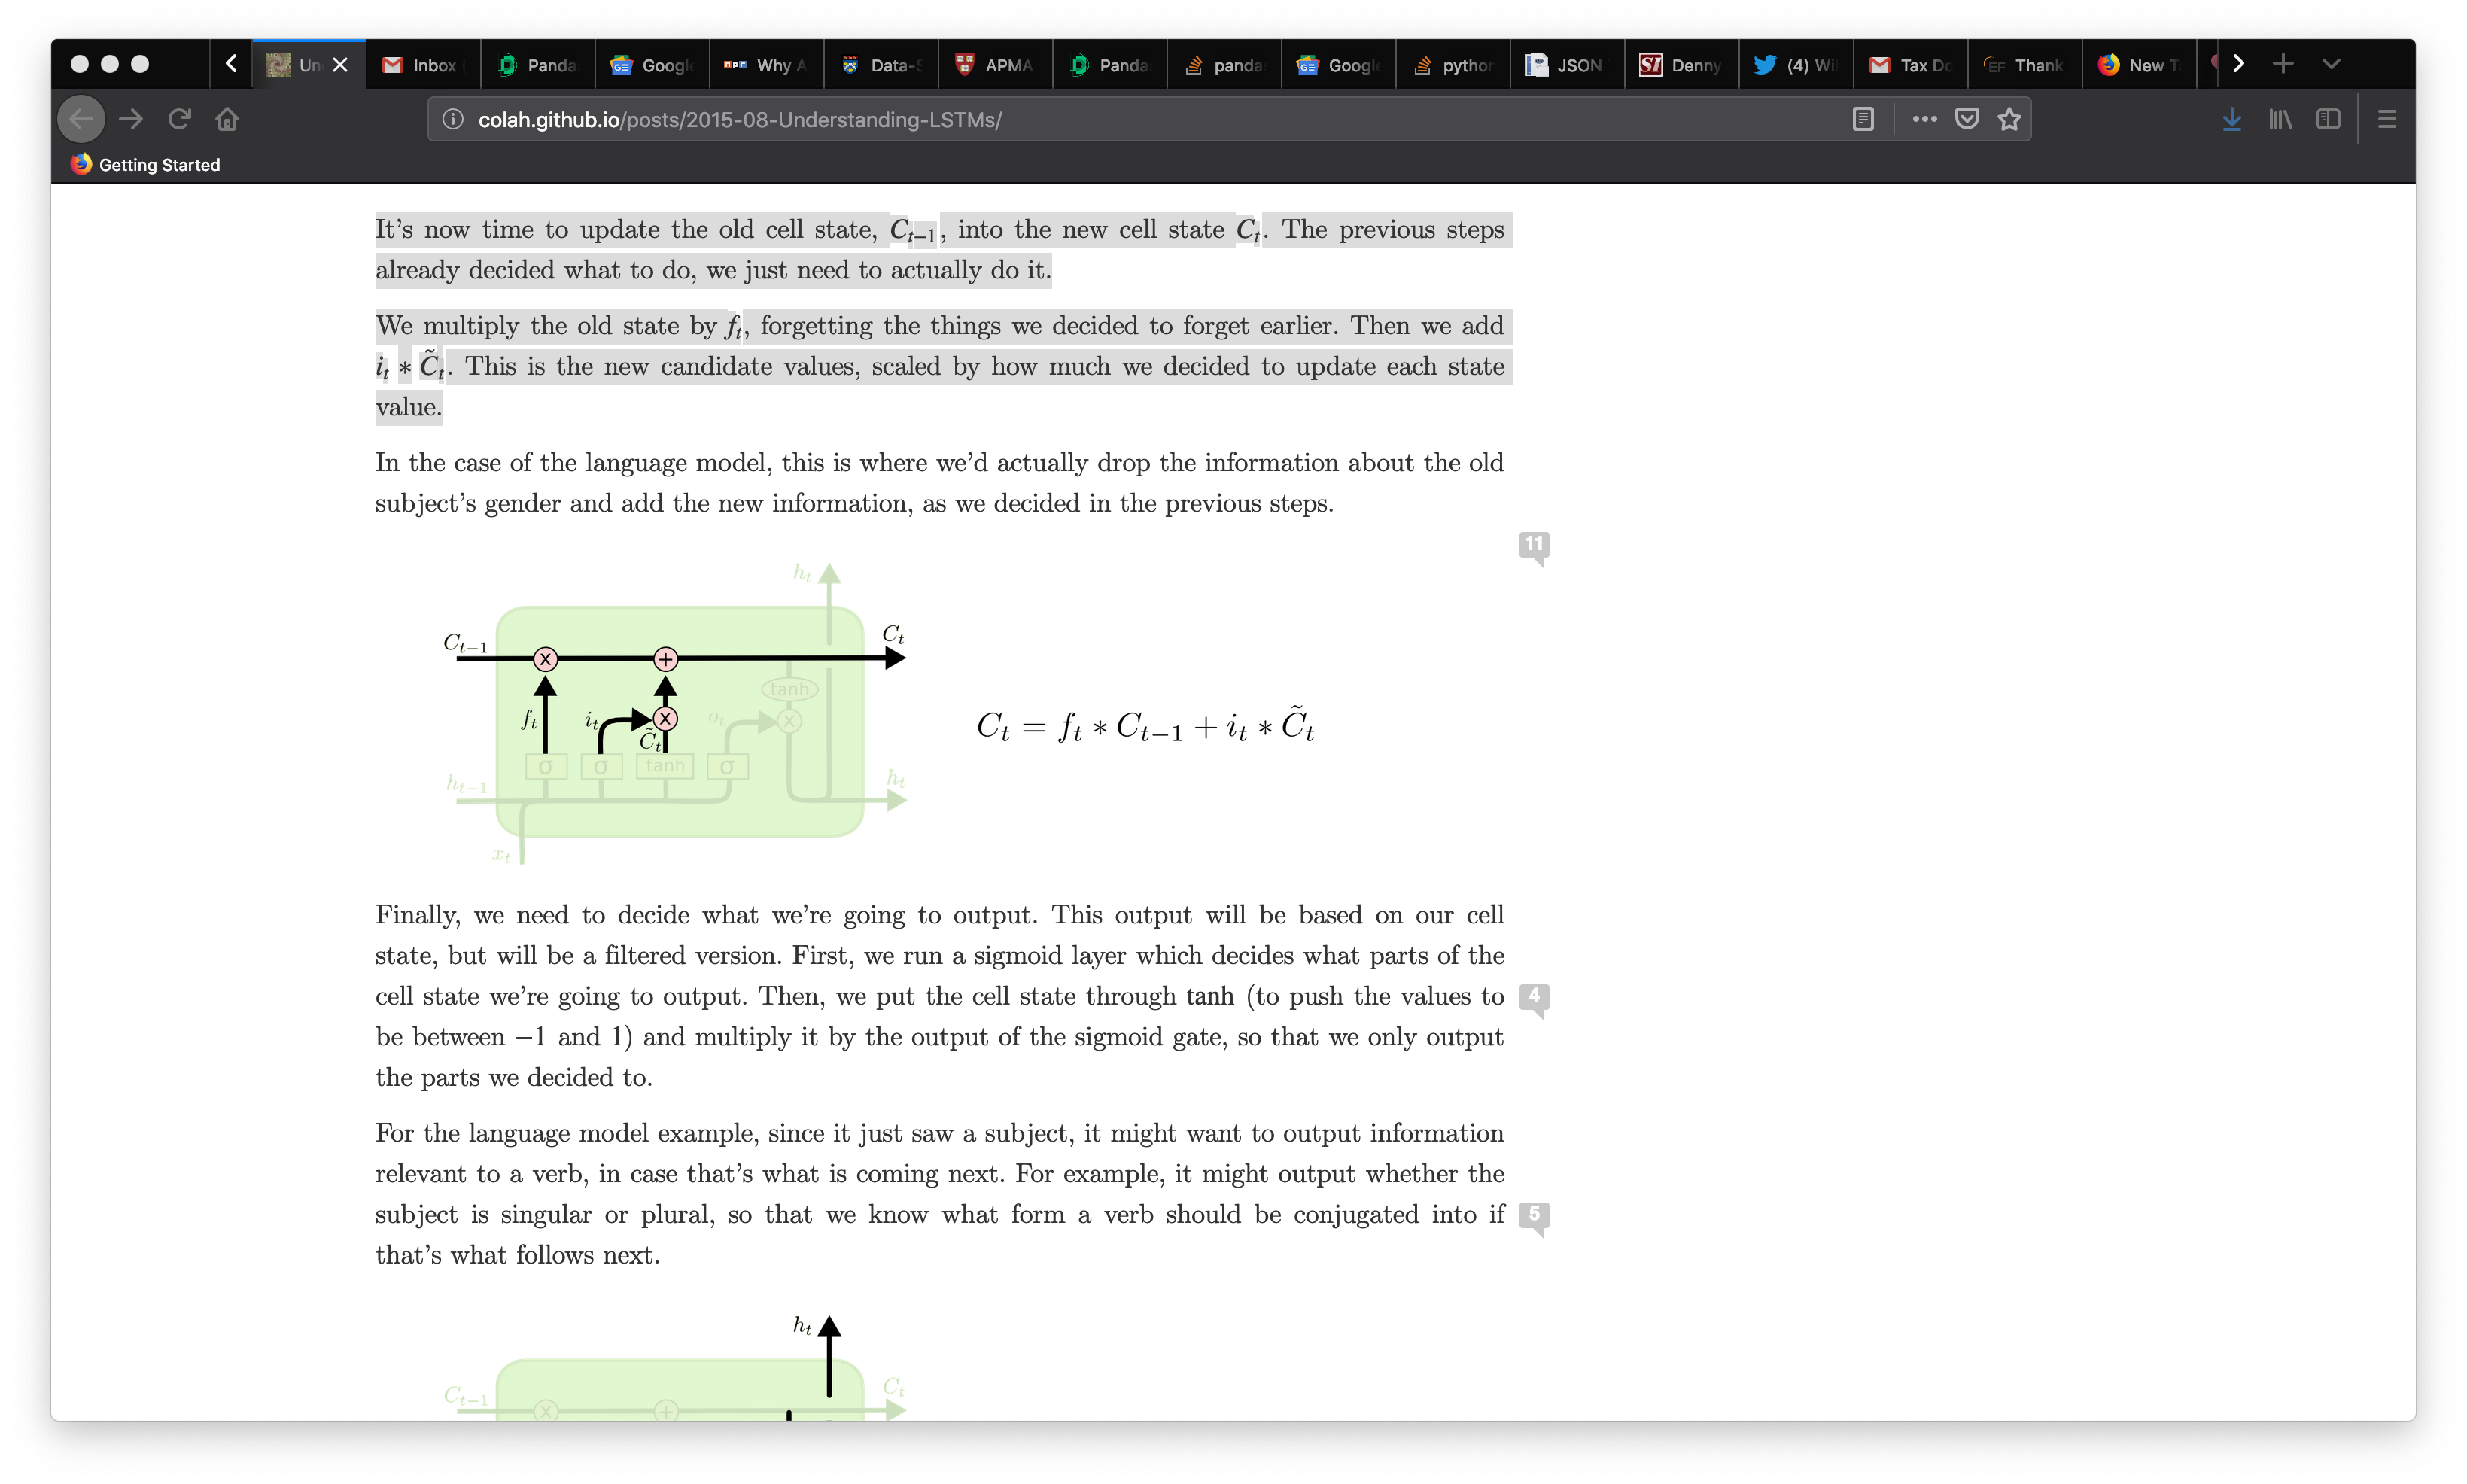 Un
Inbox
Panda
Googl
npr Why A
Data-S
APMA
Panda
panda
Googl
python
JSON
SI Denny
(4) Wi
Tax Do
EF Thank
New T
colah.github.io/posts/2015-08-Understanding-LSTMs/
Getting Started
It’s now time to update the old cell state, Cₜ₋₁, into the new cell state Cₜ. The previous steps
already decided what to do, we just need to actually do it.
We multiply the old state by fₜ, forgetting the things we decided to forget earlier. Then we add
iₜ ∗ C̃ₜ. This is the new candidate values, scaled by how much we decided to update each state
value.
In the case of the language model, this is where we’d actually drop the information about the old
subject’s gender and add the new information, as we decided in the previous steps.
11
hₜ
Cₜ₋₁
Cₜ
x
+
tanh
fₜ
iₜ
x
oₜ
x
C̃ₜ
σ
σ
tanh
σ
hₜ₋₁
hₜ
xₜ
Cₜ = fₜ ∗ Cₜ₋₁ + iₜ ∗ C̃ₜ
Finally, we need to decide what we’re going to output. This output will be based on our cell
state, but will be a filtered version. First, we run a sigmoid layer which decides what parts of the
cell state we’re going to output. Then, we put the cell state through tanh (to push the values to
4
be between −1 and 1) and multiply it by the output of the sigmoid gate, so that we only output
the parts we decided to.
For the language model example, since it just saw a subject, it might want to output information
relevant to a verb, in case that’s what is coming next. For example, it might output whether the
subject is singular or plural, so that we know what form a verb should be conjugated into if
5
that’s what follows next.
hₜ
Cₜ₋₁
Cₜ
x
+